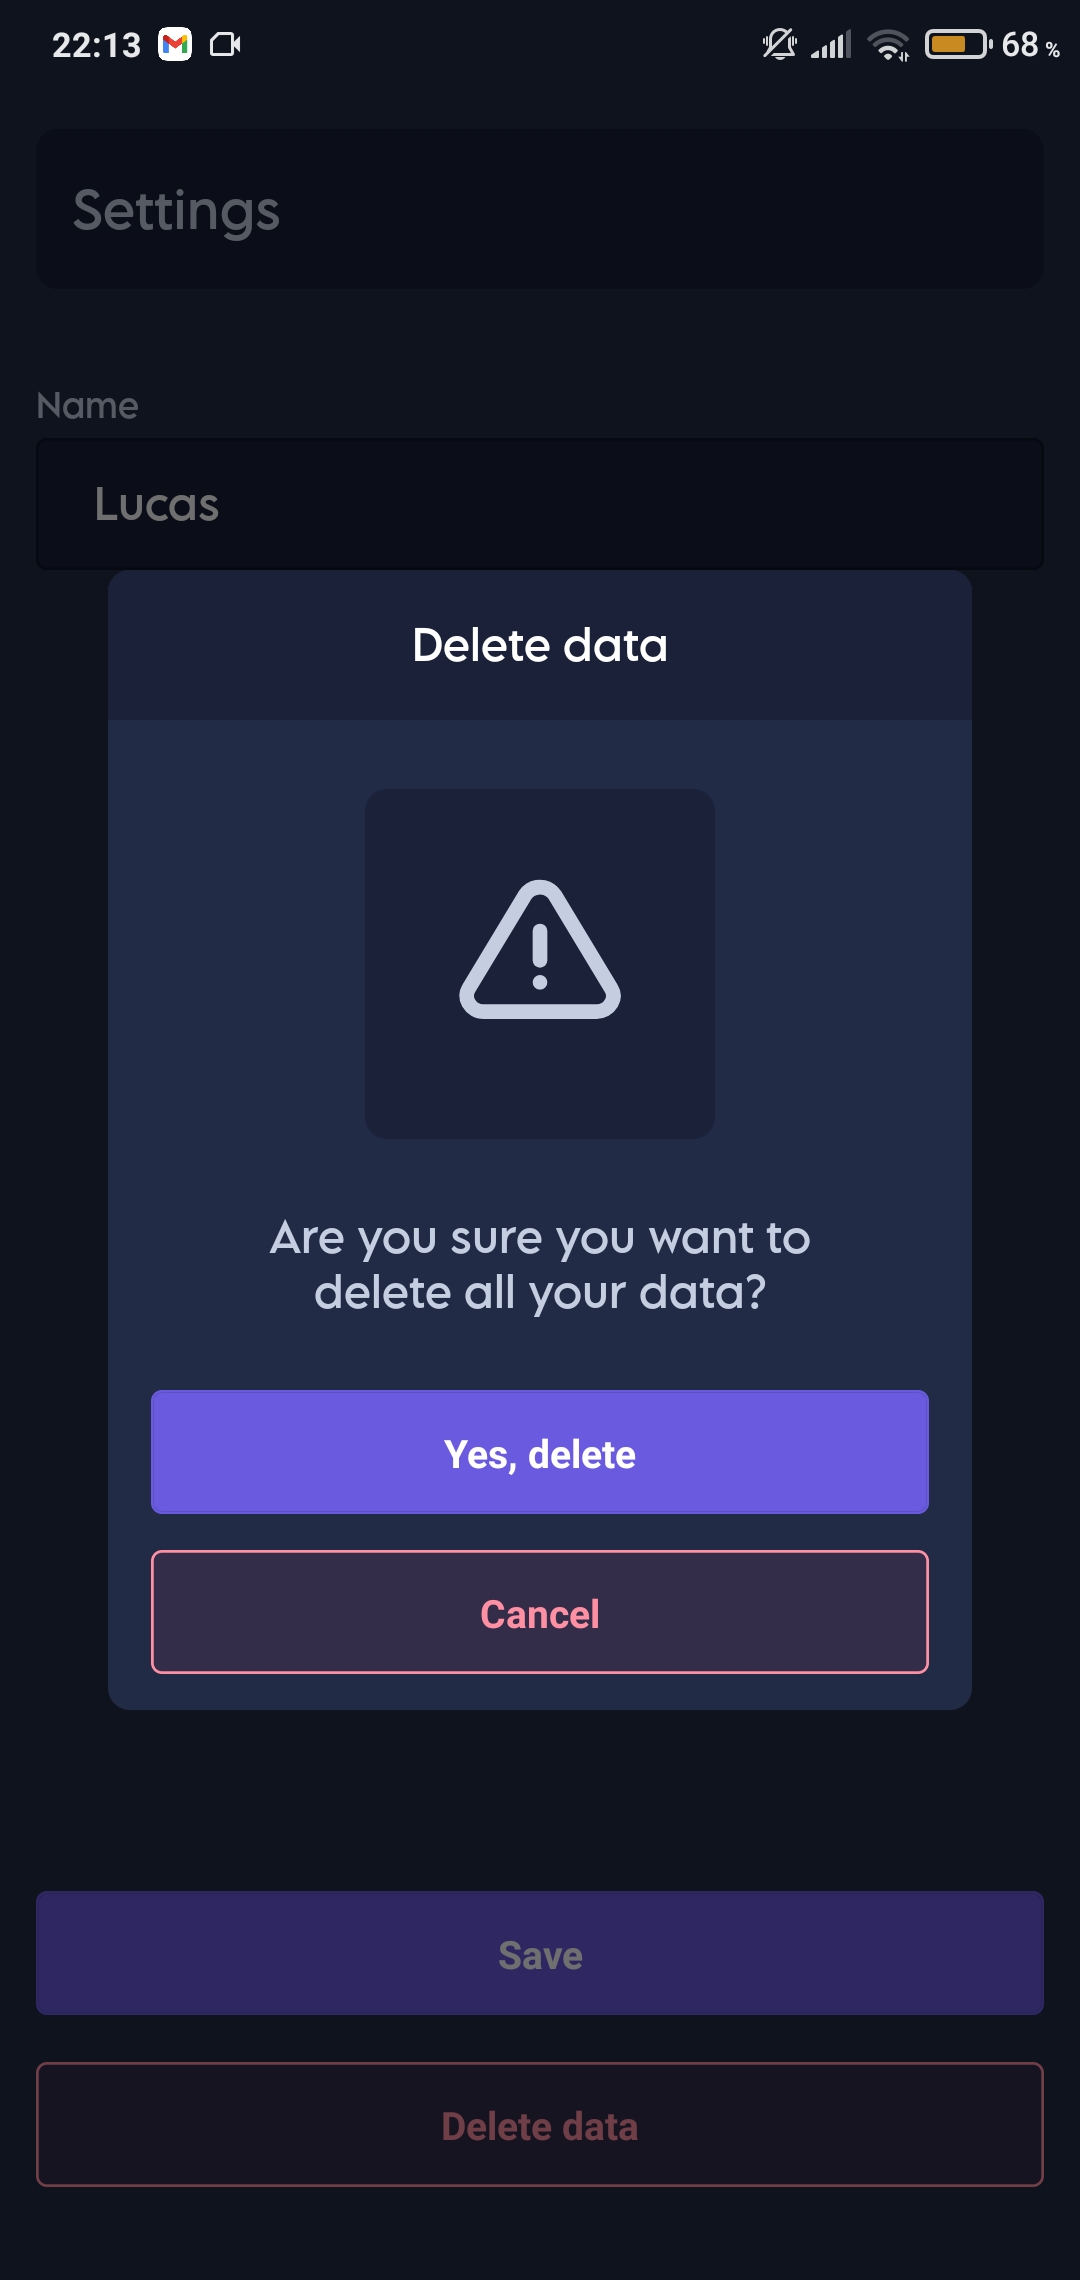 22:13
68 %
Settings
Name
Lucas
Delete data
Are you sure you want to
delete all your data?
Yes, delete
Cancel
Save
Delete data